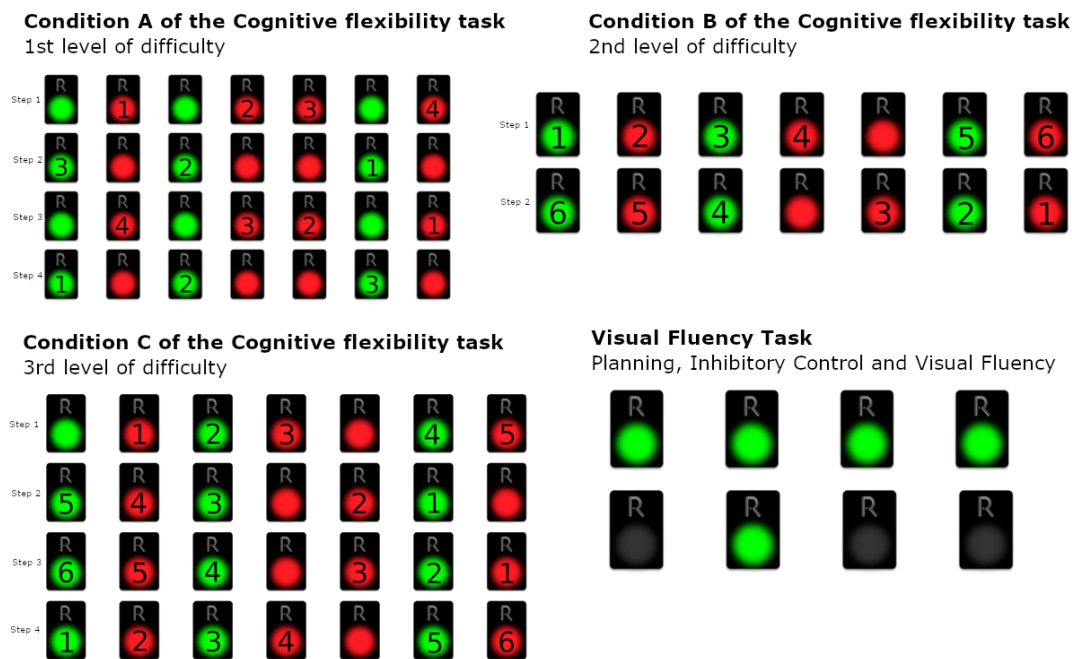 Condition A of the Cognitive flexibility task
1st level of difficulty
R R R R R R R
Step 1 1 2 3 4
R R R R R R R
Step 2 3 2 1
R R R R R R R
Step 3 4 3 2 1
R R R R R R R
Step 4 1 2 3
Condition B of the Cognitive flexibility task
2nd level of difficulty
R R R R R R R
Step 1 1 2 3 4 5 6
R R R R R R R
Step 2 6 5 4 3 2 1
Condition C of the Cognitive flexibility task
3rd level of difficulty
R R R R R R R
Step 1 1 2 3 4 5
R R R R R R R
Step 2 5 4 3 2 1
R R R R R R R
Step 3 6 5 4 3 2 1
R R R R R R R
Step 4 1 2 3 4 5 6
Visual Fluency Task
Planning, Inhibitory Control and Visual Fluency
R R R R
R R R R